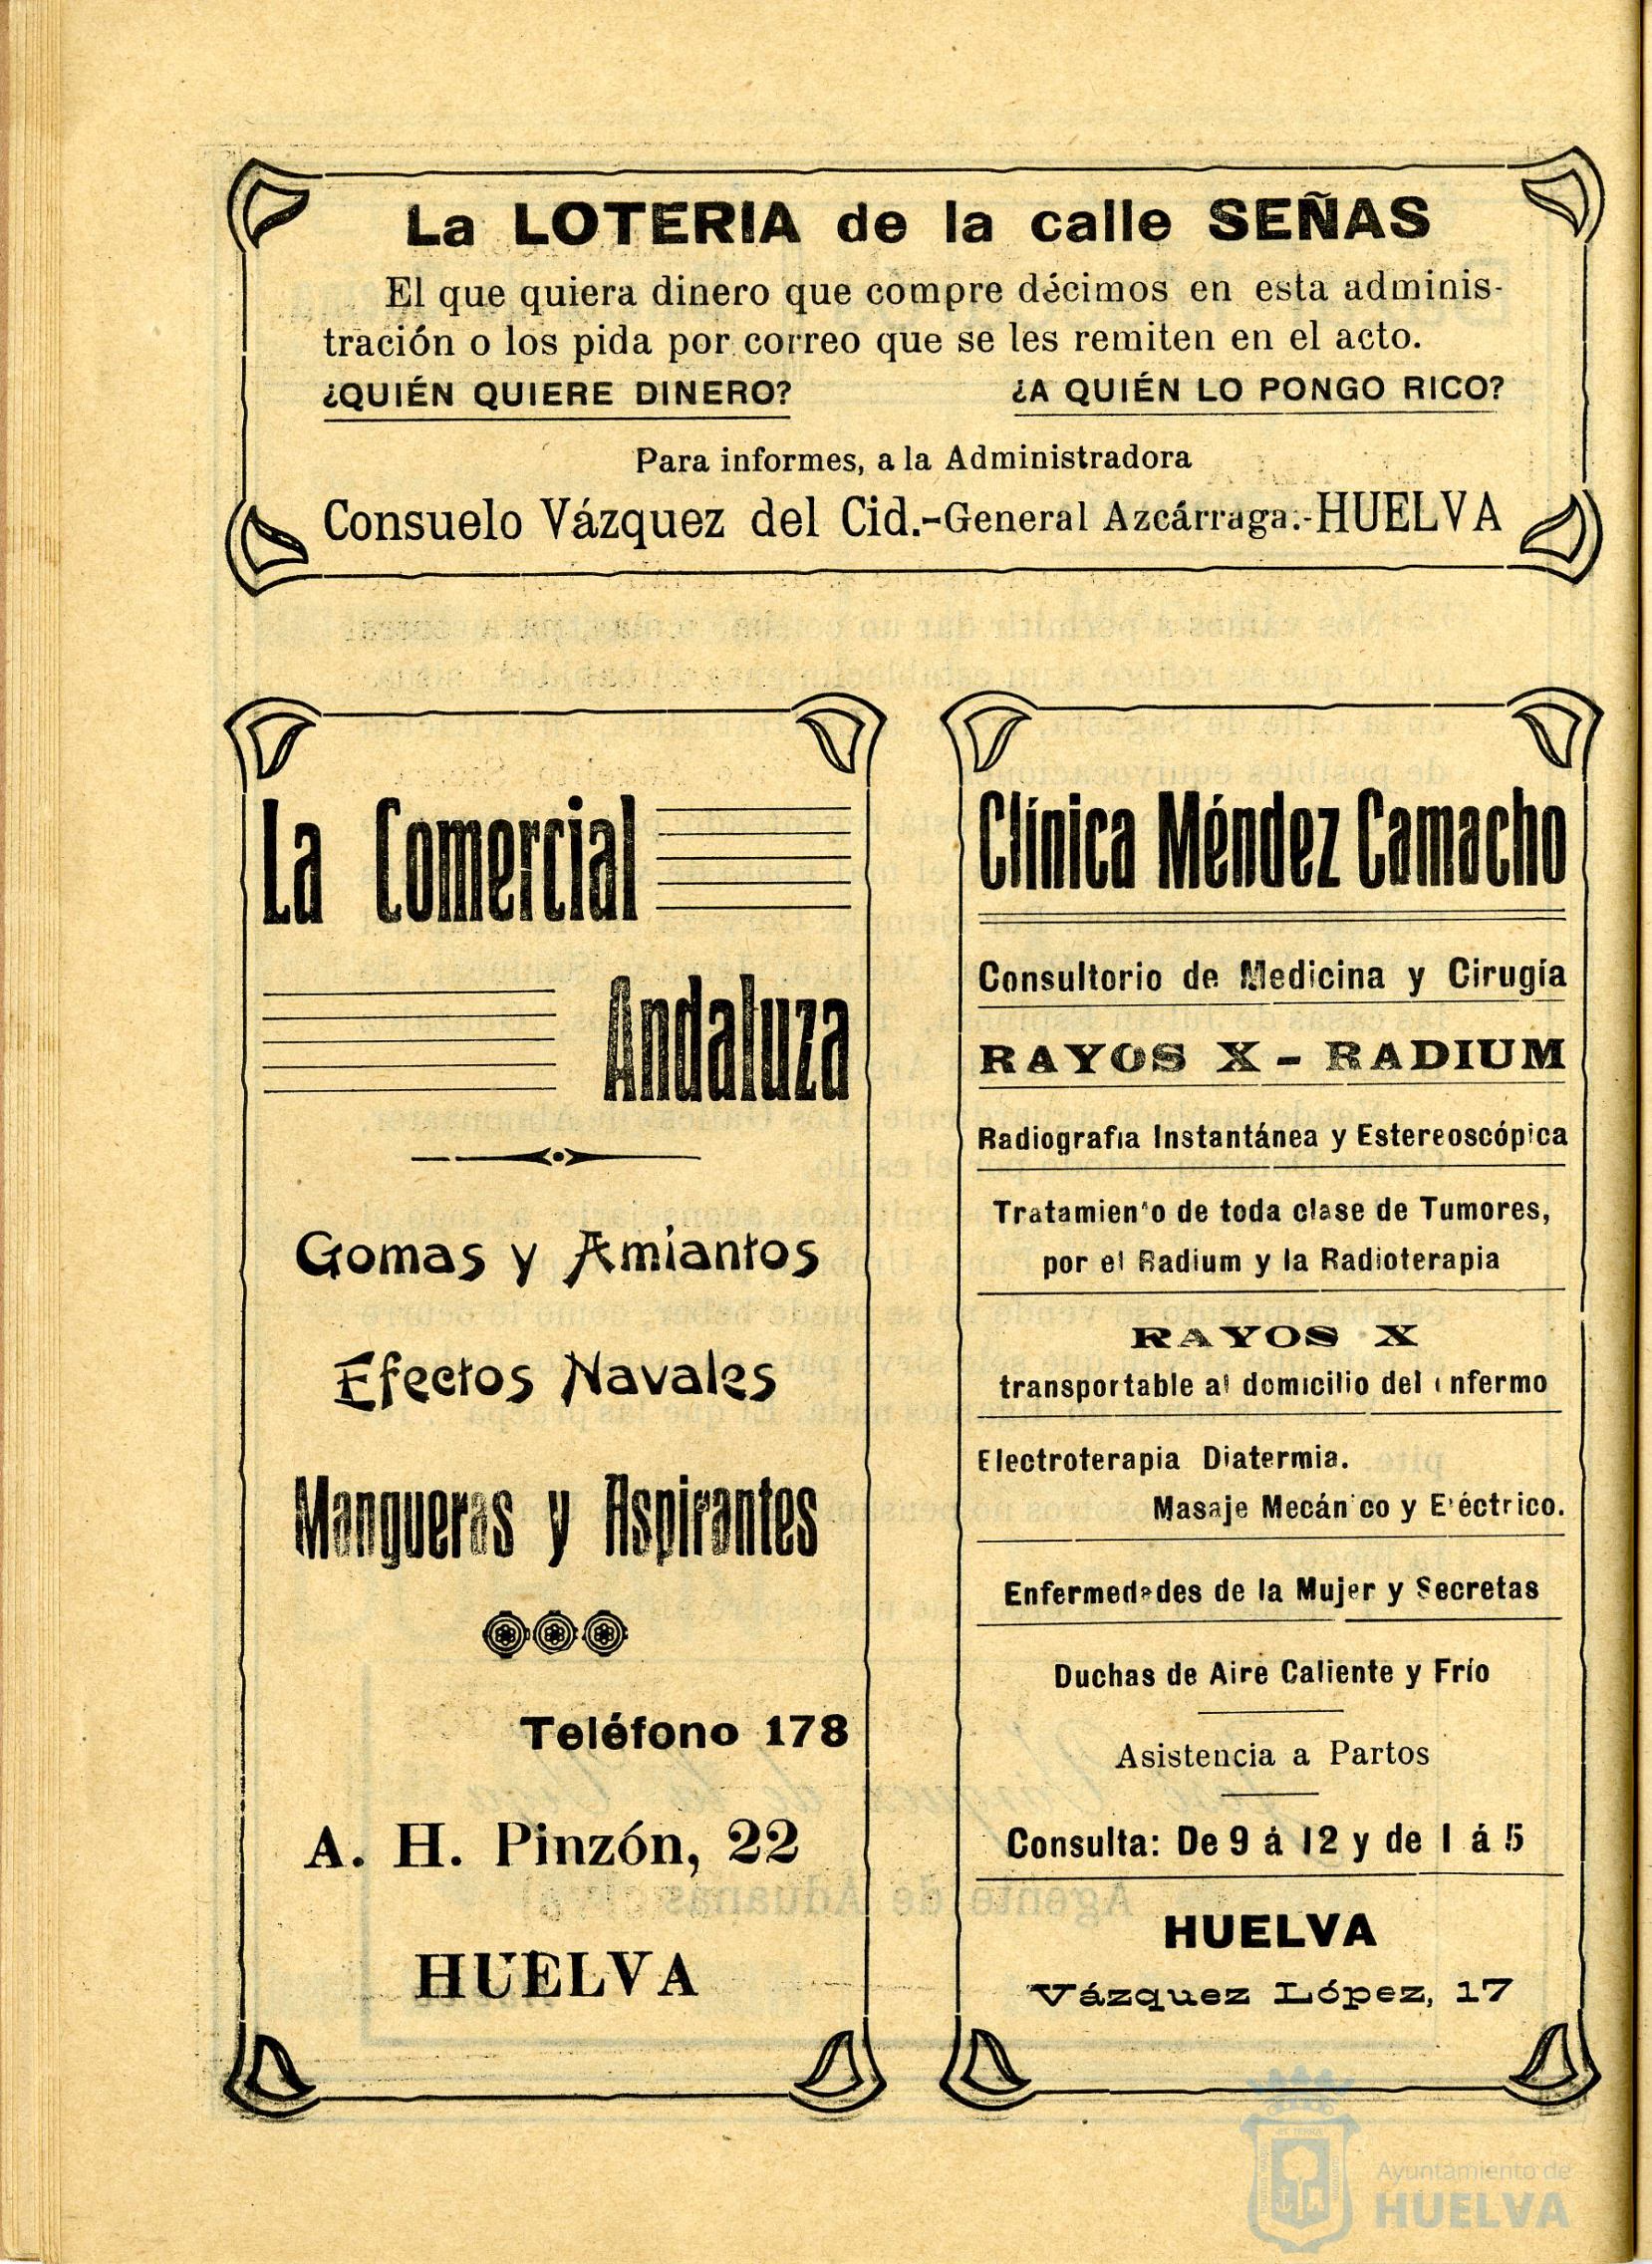 La LOTERIA de la calle SEÑAS
El que quiera dinero que compre décimos en esta adminis-
tración o los pida por correo que se les remiten en el acto.
¿QUIÉN QUIERE DINERO? ¿A QUIÉN LO PONGO RICO?
Para informes, a la Administradora
Consuelo Vázquez del Cid.-General Azcárraga.-HUELVA
La Comercial
Andaluza
Gomas y Amiantos
Efectos Navales
Mangueras y Aspirantes
Teléfono 178
A. H. Pinzón, 22
HUELVA
Clínica Méndez Camacho
Consultorio de Medicina y Cirugía
RAYOS X - RADIUM
Radiografía Instantánea y Estereoscópica
Tratamiento de toda clase de Tumores,
por el Radium y la Radioterapia
RAYOS X
transportable al domicilio del enfermo
Electroterapia Diatermia.
Masaje Mecánico y Eléctrico.
Enfermedades de la Mujer y Secretas
Duchas de Aire Caliente y Frío
Asistencia a Partos
Consulta: De 9 á 12 y de 1 á 5
HUELVA
Vázquez López, 17
Ayuntamiento de
HUELVA